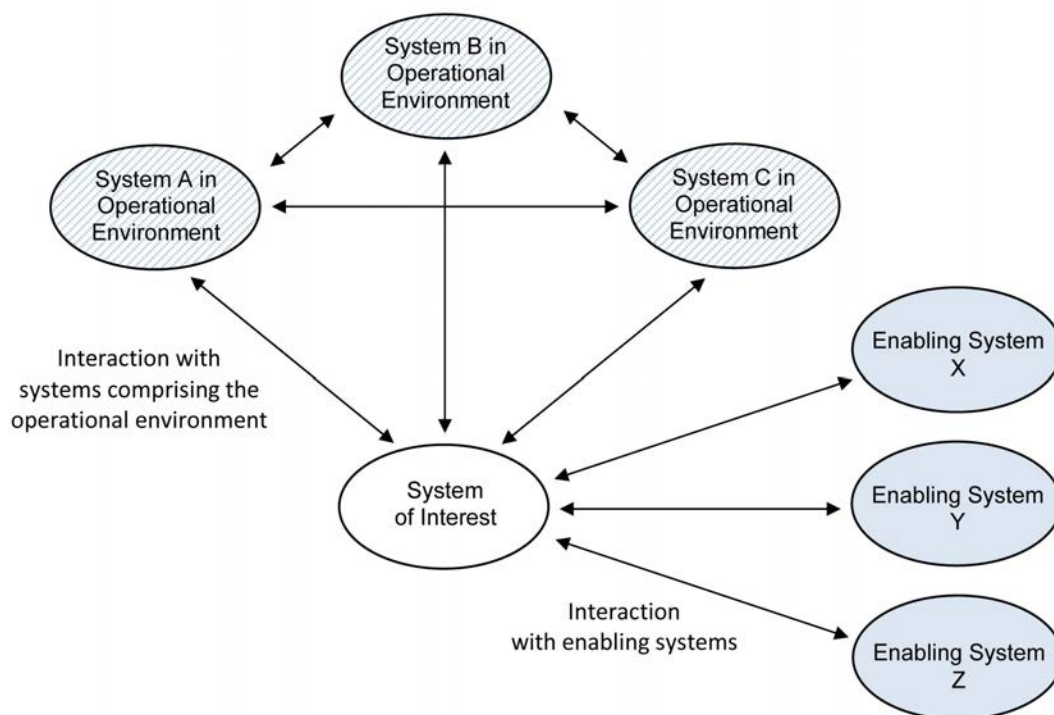 System B in
Operational
Environment
System A in
Operational
Environment
System C in
Operational
Environment
Enabling System
X
Interaction with
systems comprising the
operational environment
System
of Interest
Enabling System
Y
Interaction
with enabling systems
Enabling System
Z